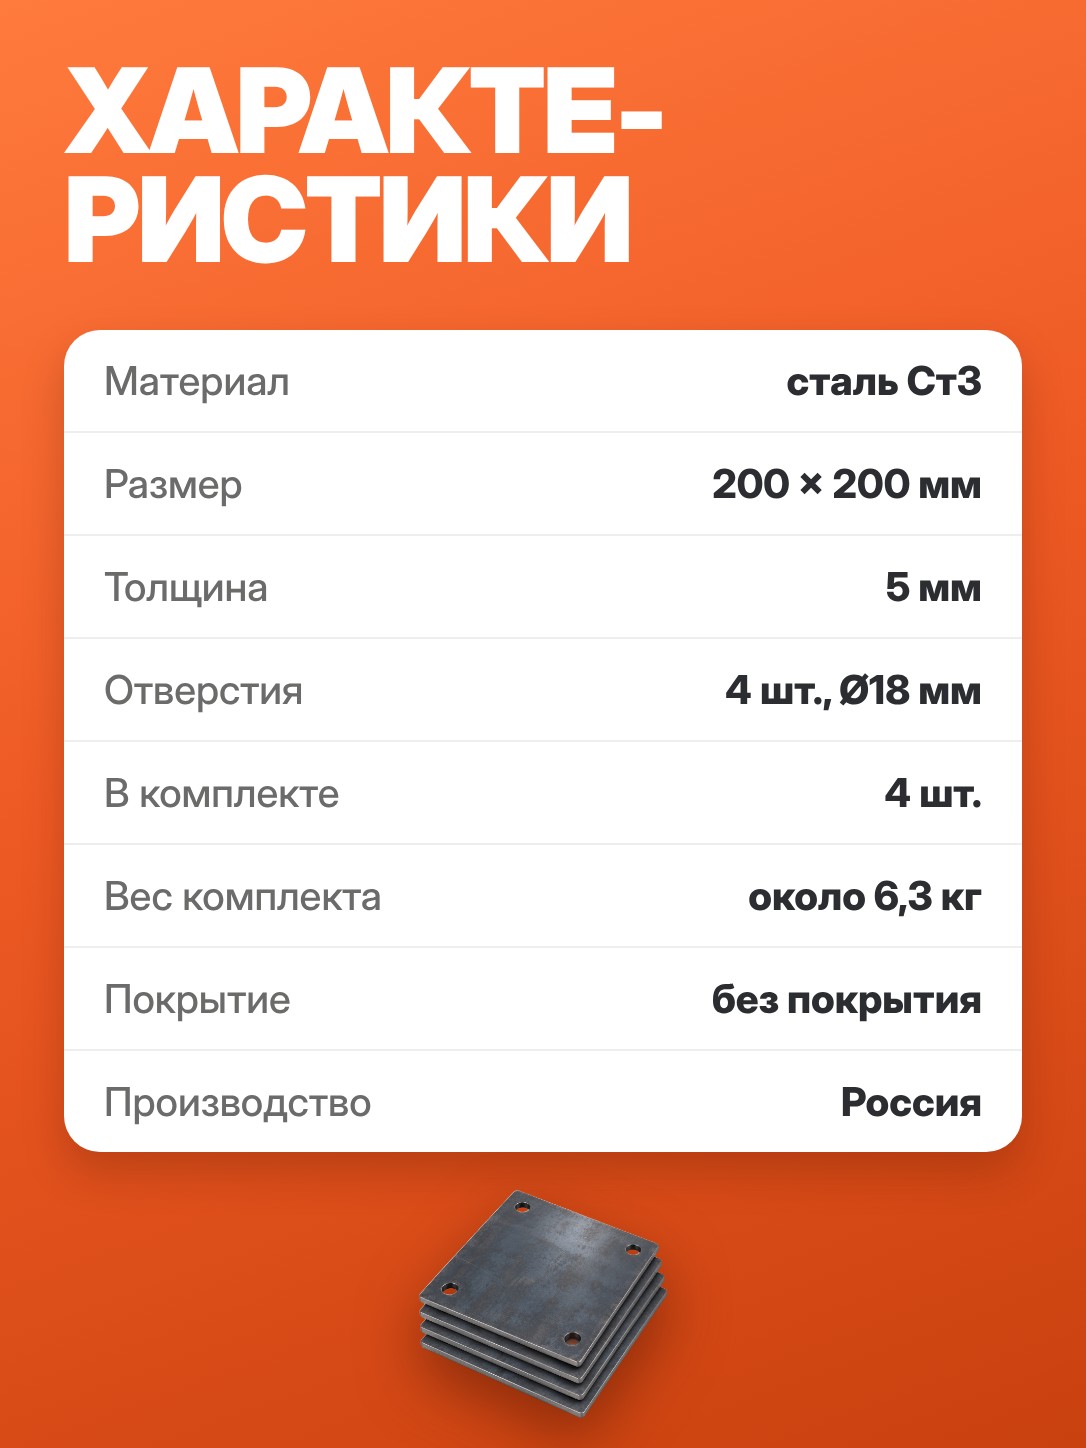 ХАРАКТЕ-
РИСТИКИ
Материал сталь Ст3
Размер 200 × 200 мм
Толщина 5 мм
Отверстия 4 шт., Ø18 мм
В комплекте 4 шт.
Вес комплекта около 6,3 кг
Покрытие без покрытия
Производство Россия